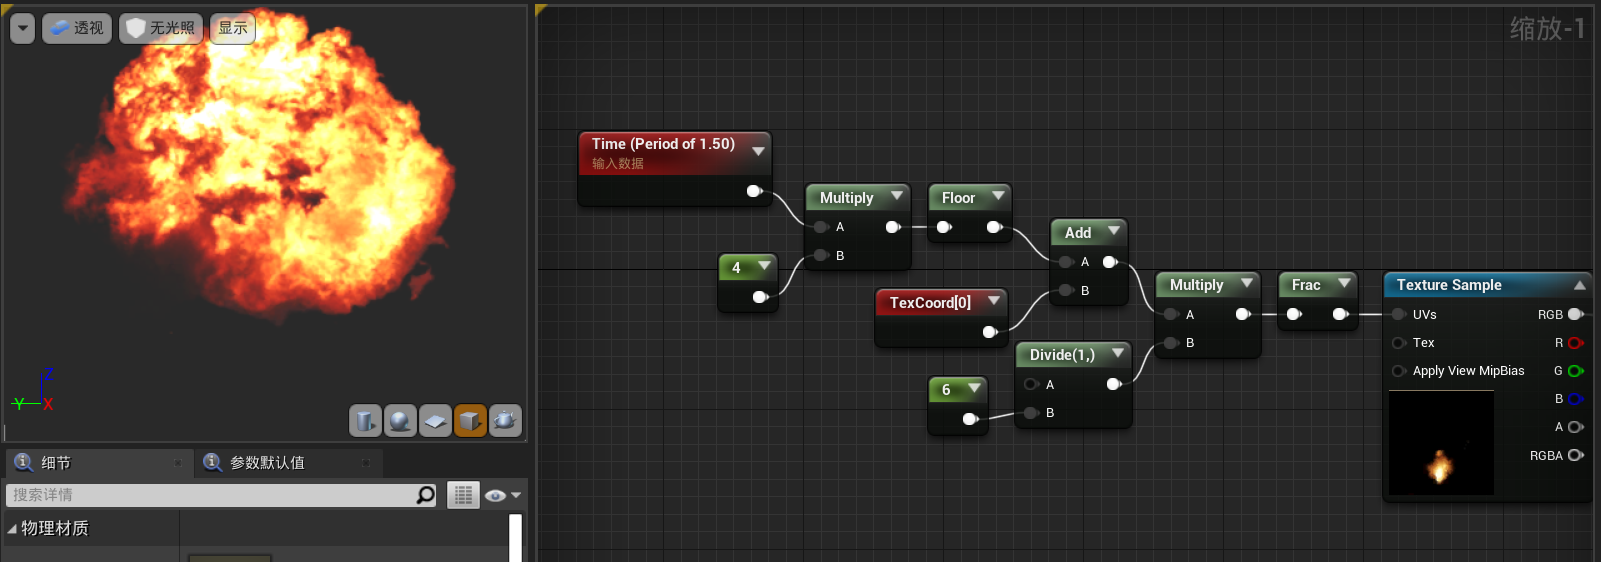 透视
无光照
显示
缩放-1
Z
Y
X
细节
参数默认值
搜索详情
物理材质
Time (Period of 1.50)
输入数据
Multiply
A
B
4
Floor
Add
A
B
TexCoord[0]
Divide(1,)
A
B
6
Multiply
A
B
Frac
Texture Sample
UVs
RGB
Tex
R
Apply View MipBias
G
B
A
RGBA